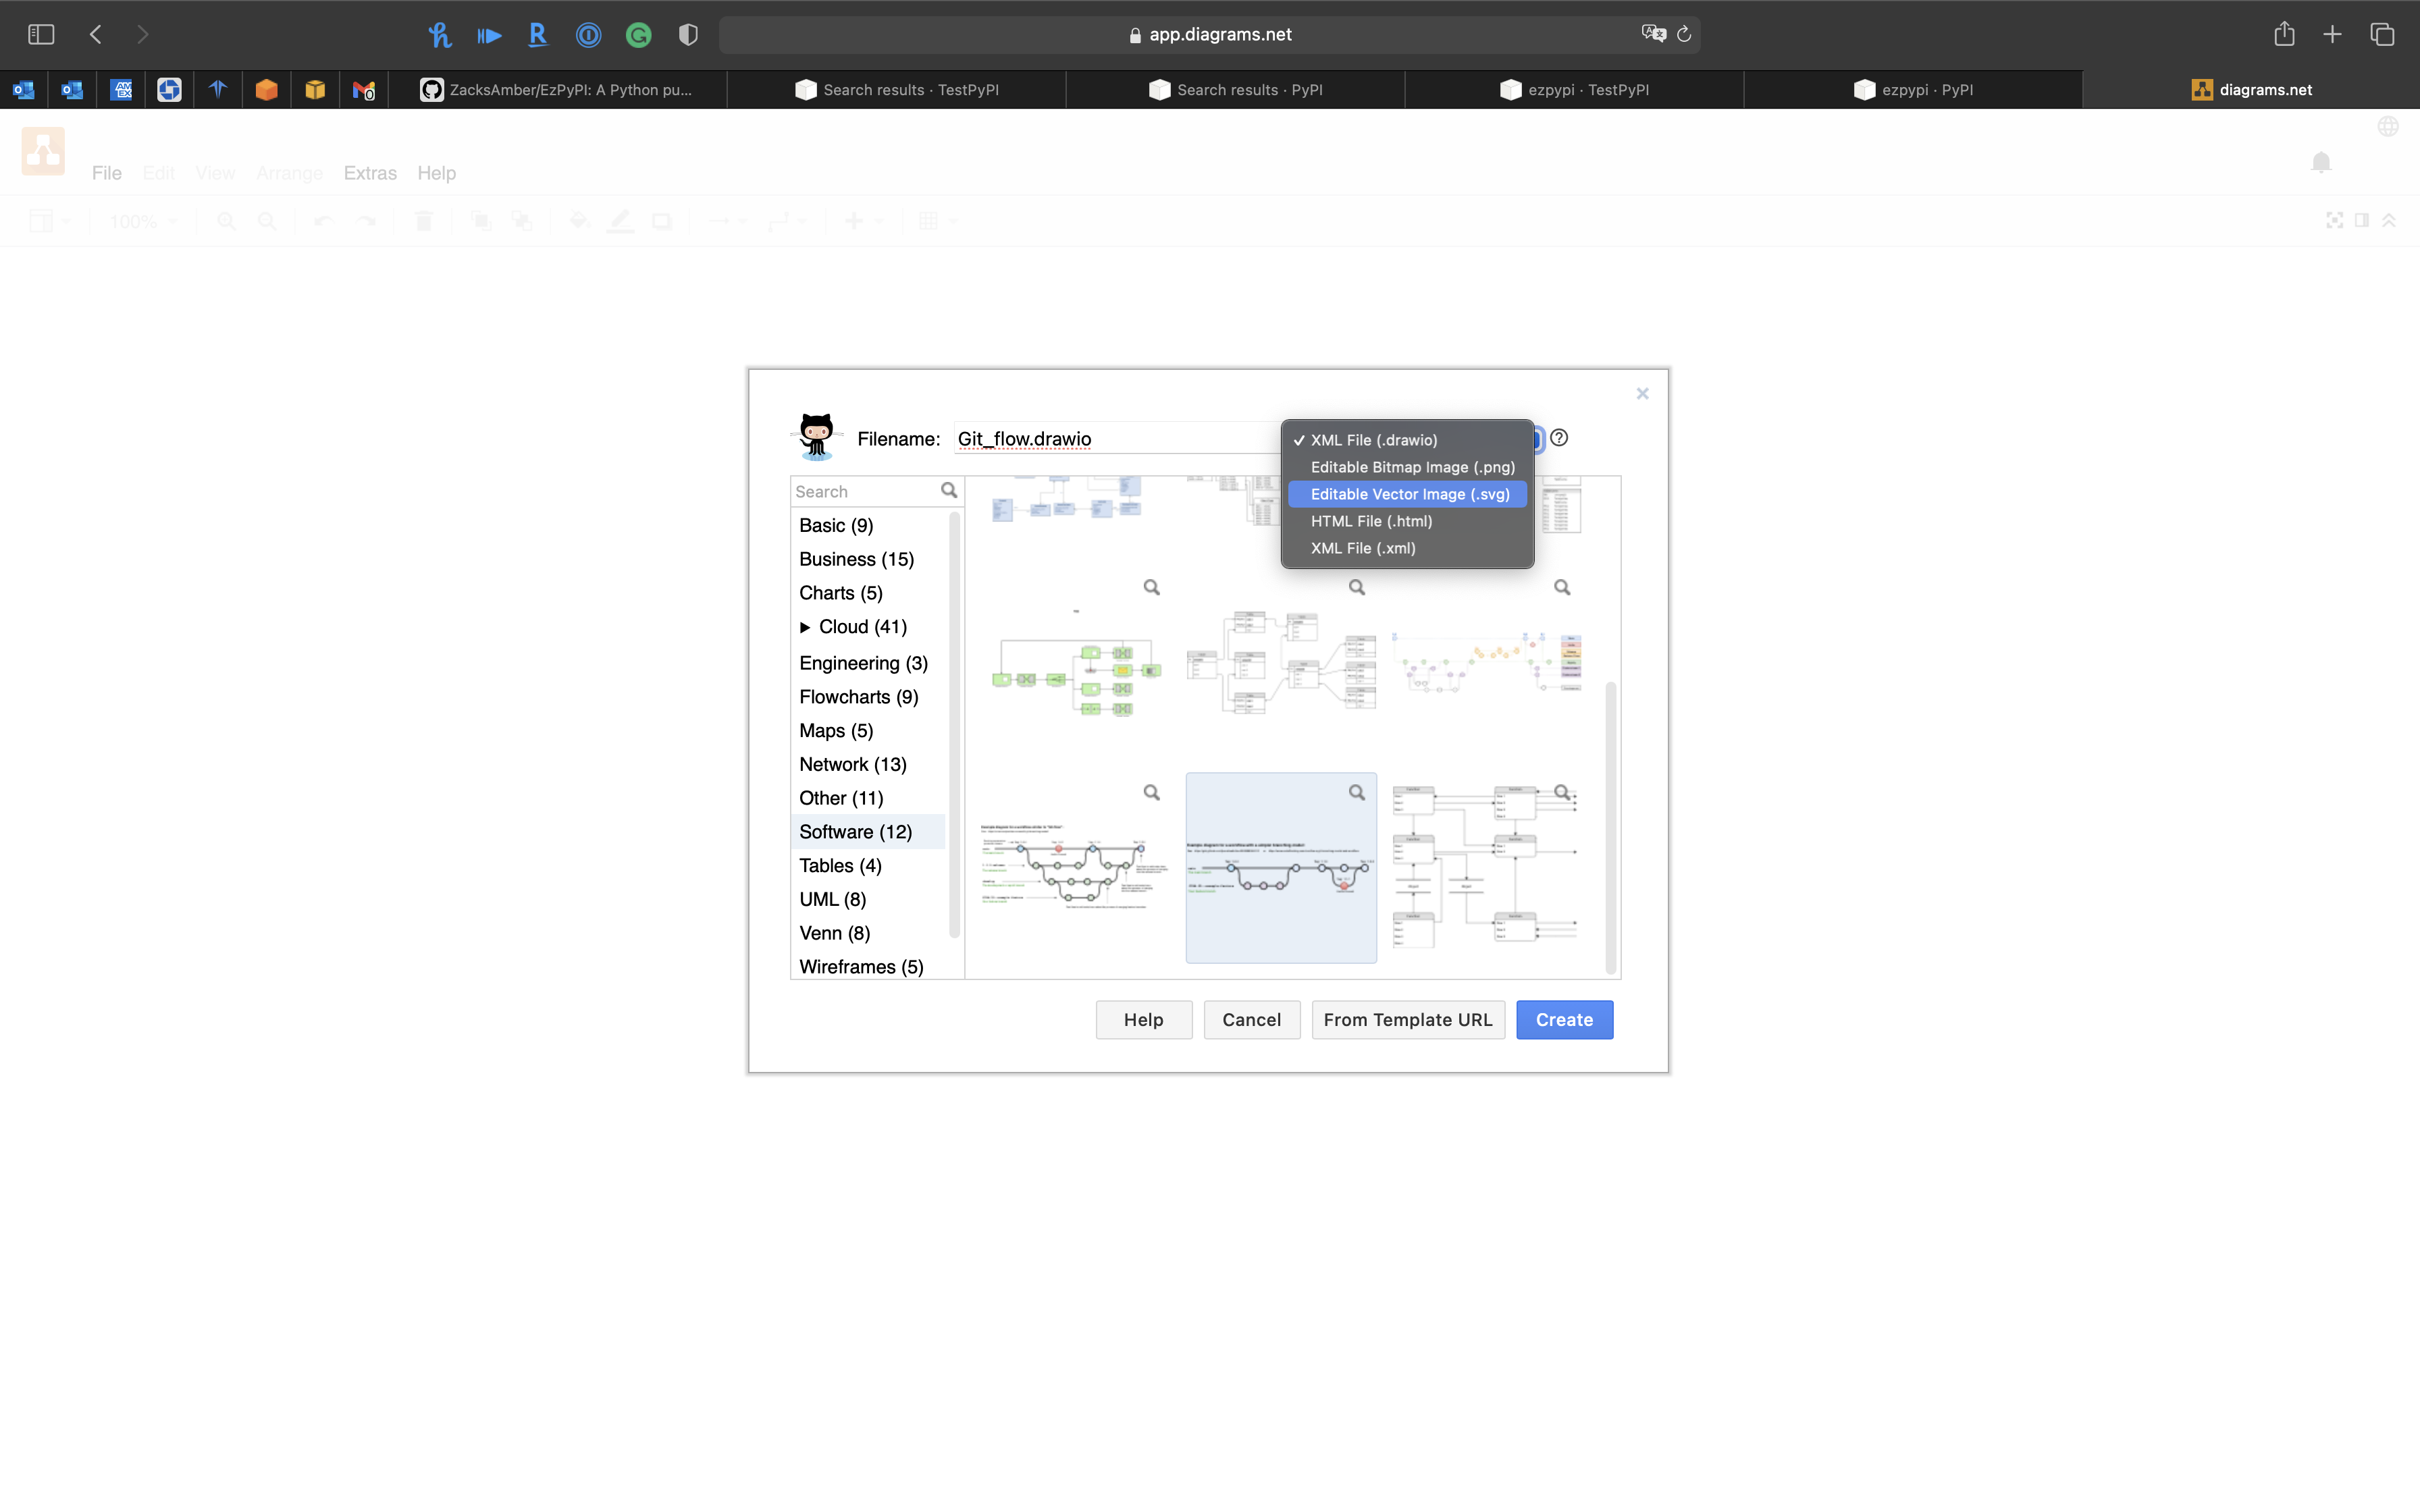 app.diagrams.net
ZacksAmber/EzPyPI: A Python pu...
Search results · TestPyPI
Search results · PyPI
ezpypi · TestPyPI
ezpypi · PyPI
diagrams.net
File Edit View Arrange Extras Help
100%
Filename: Git_flow.drawio
✓ XML File (.drawio)
Editable Bitmap Image (.png)
Editable Vector Image (.svg)
HTML File (.html)
XML File (.xml)
Search
Basic (9)
Business (15)
Charts (5)
Cloud (41)
Engineering (3)
Flowcharts (9)
Maps (5)
Network (13)
Other (11)
Software (12)
Tables (4)
UML (8)
Venn (8)
Wireframes (5)
Help Cancel From Template URL Create